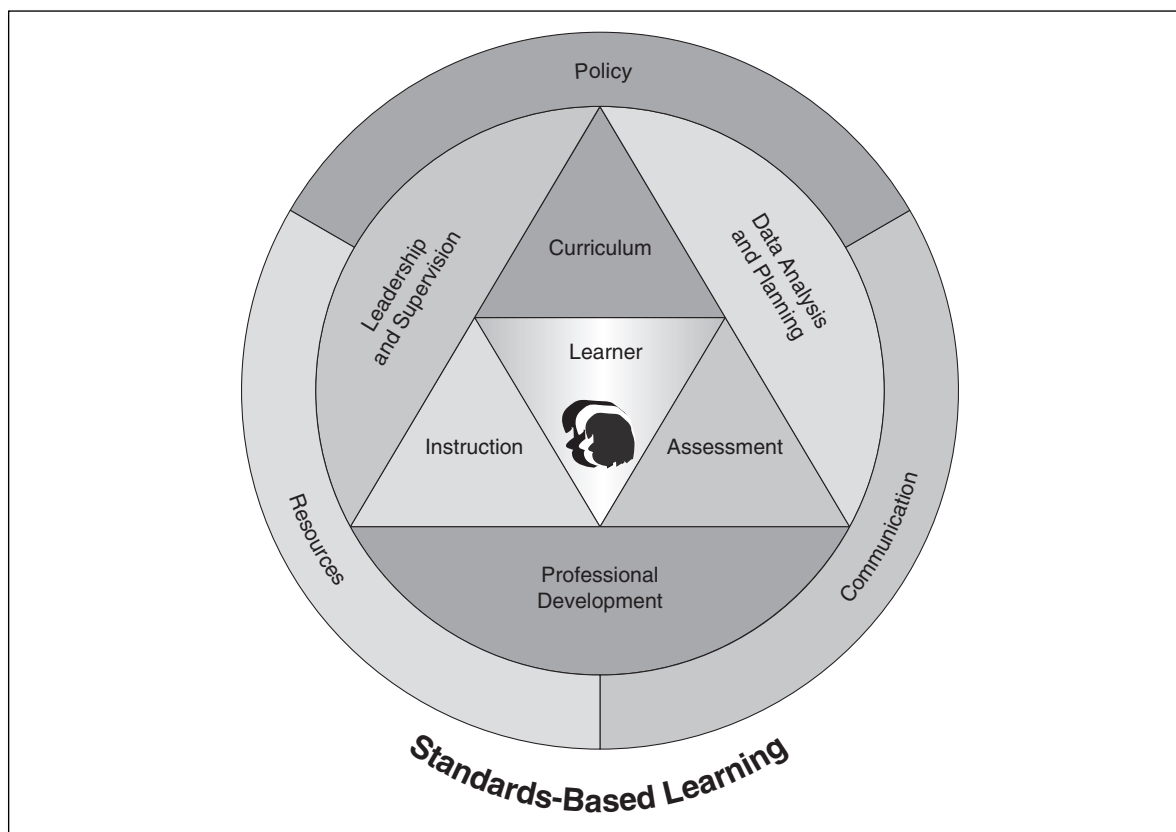 Policy
Leadership
and Supervision
Data Analysis
and Planning
Curriculum
Learner
Instruction
Assessment
Resources
Communication
Professional
Development
Standards-Based Learning